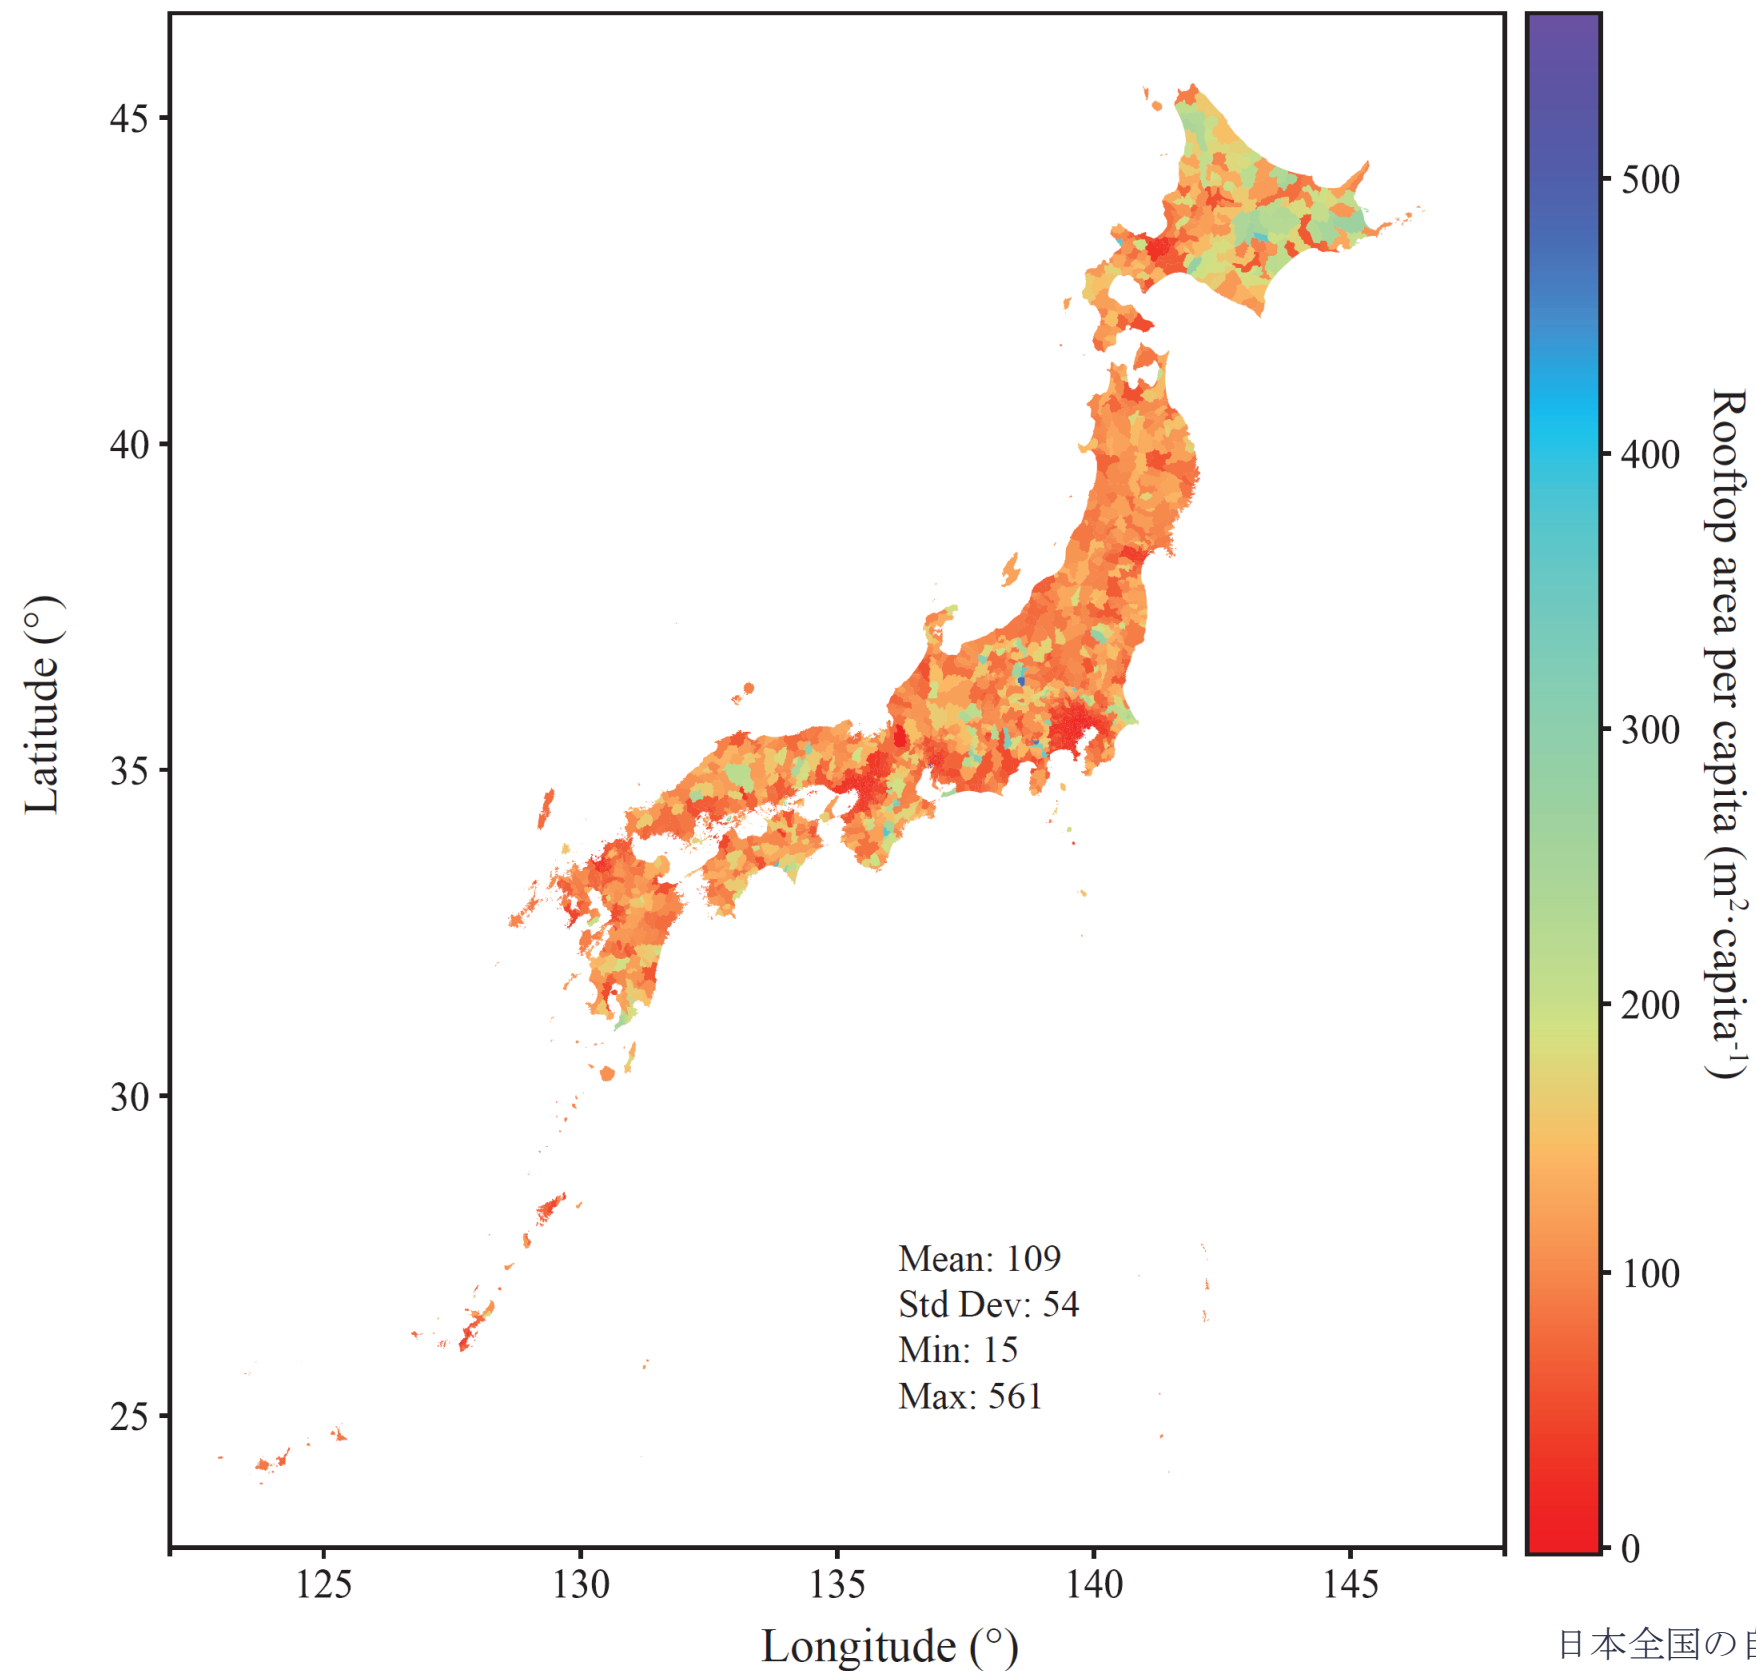 45
40
35
30
25
Latitude (°)
125
130
135
140
145
Longitude (°)
Mean: 109
Std Dev: 54
Min: 15
Max: 561
500
400
300
200
100
0
Rooftop area per capita (m²·capita⁻¹)
日本全国の自